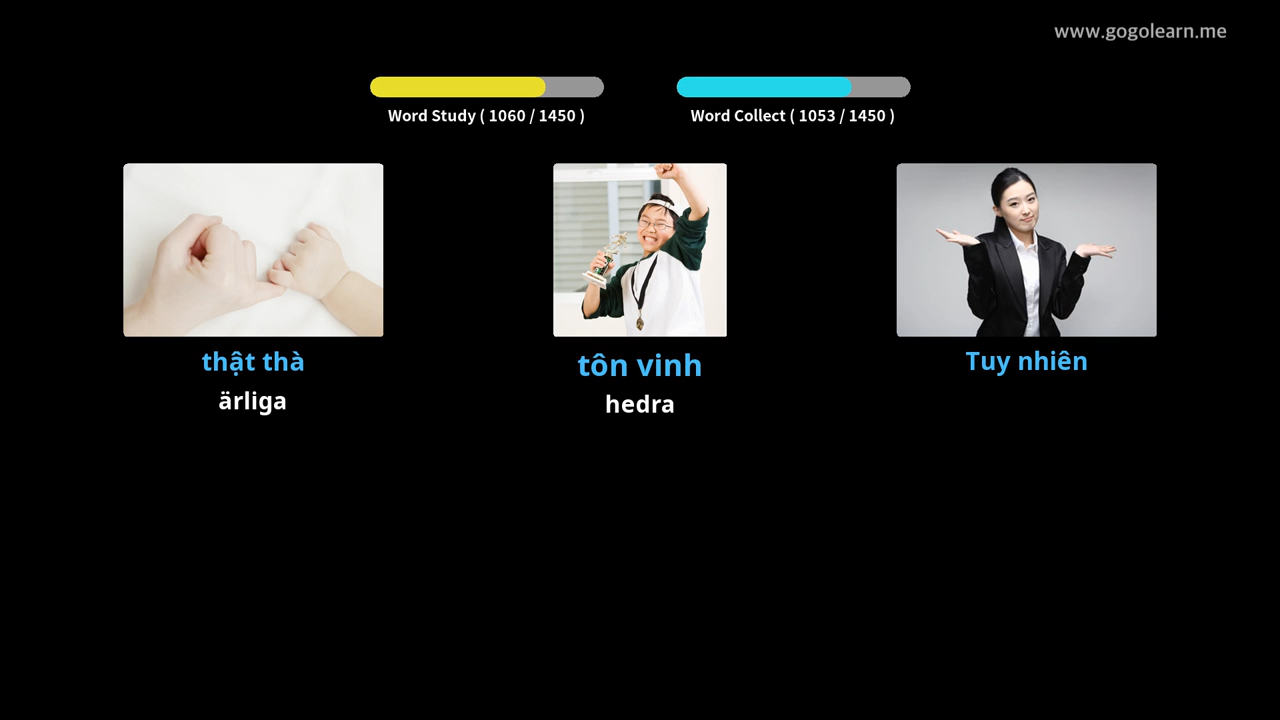 www.gogolearn.me
Word Study ( 1060 / 1450 )
Word Collect ( 1053 / 1450 )
thật thà
ärliga
tôn vinh
hedra
Tuy nhiên